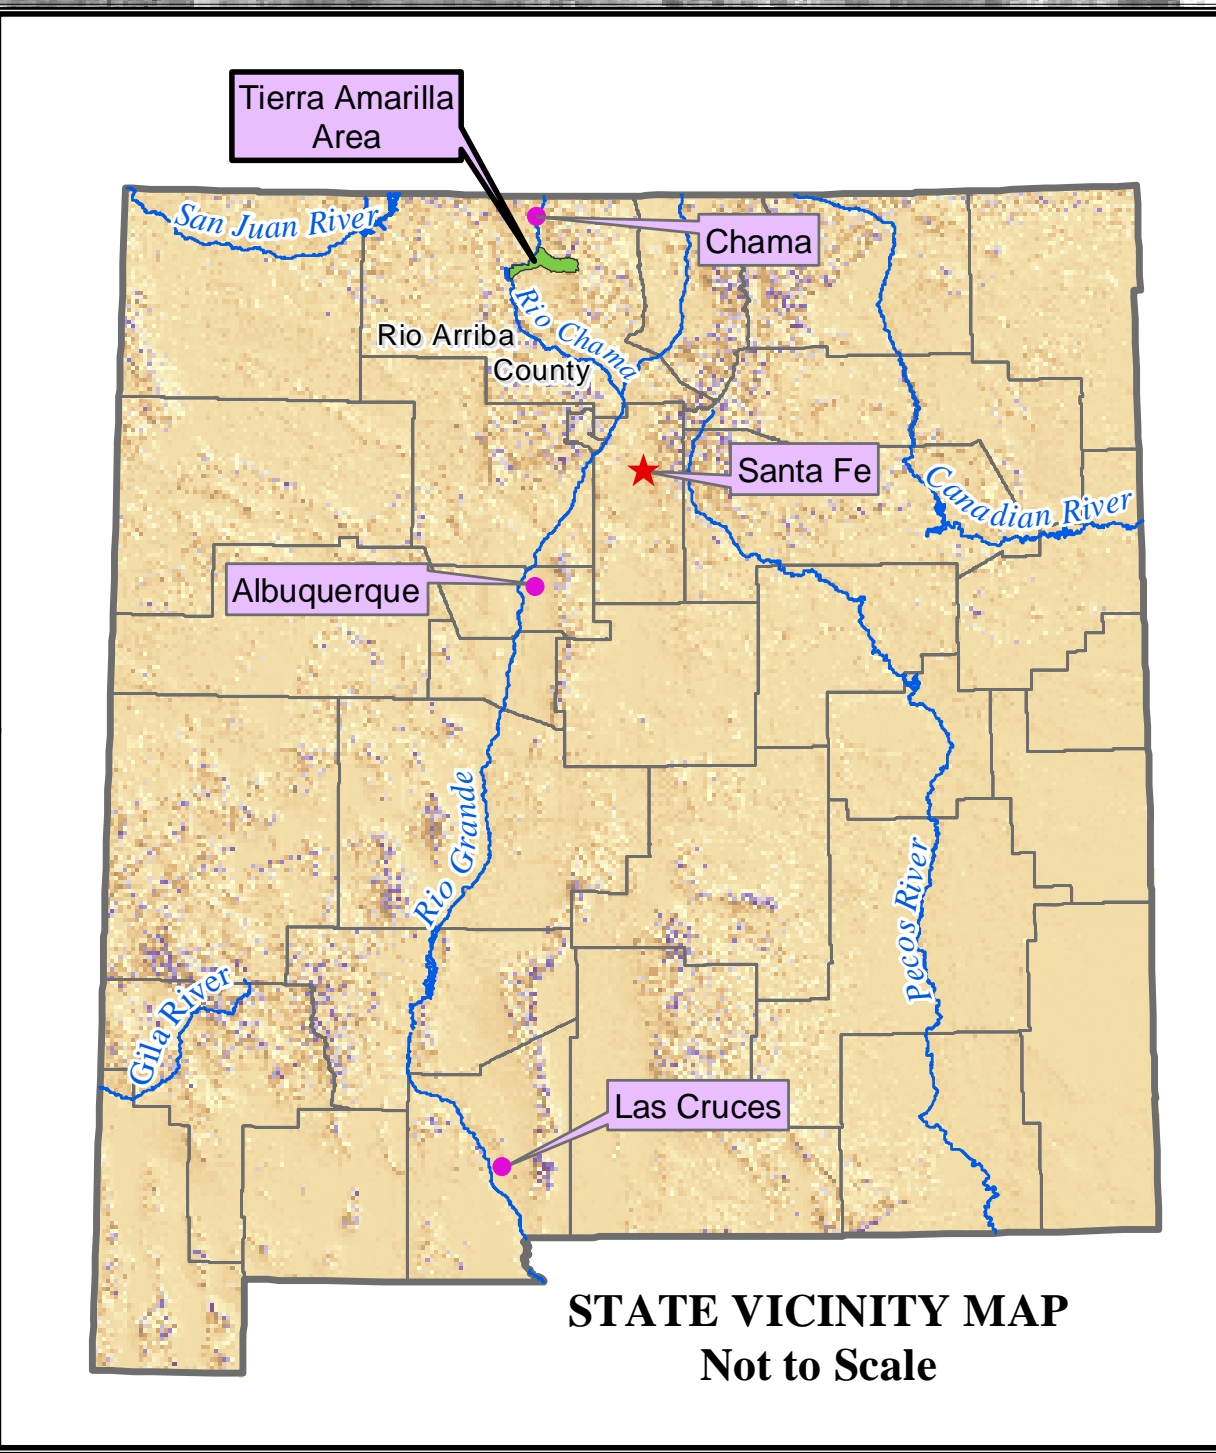 Tierra Amarilla
Area
San Juan River
Chama
Rio Chama
Rio Arriba
County
Santa Fe
Canadian River
Albuquerque
Rio Grande
Pecos River
Gila River
Las Cruces
STATE VICINITY MAP
Not to Scale